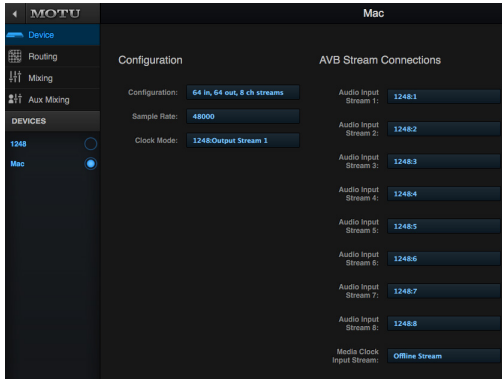 MOTU
Mac
Device
Routing
Mixing
Aux Mixing
DEVICES
1248
Mac
Configuration
Configuration: 64 in, 64 out, 8 ch streams
Sample Rate: 48000
Clock Mode: 1248:Output Stream 1
AVB Stream Connections
Audio Input
Stream 1: 1248:1
Audio Input
Stream 2: 1248:2
Audio Input
Stream 3: 1248:3
Audio Input
Stream 4: 1248:4
Audio Input
Stream 5: 1248:5
Audio Input
Stream 6: 1248:6
Audio Input
Stream 7: 1248:7
Audio Input
Stream 8: 1248:8
Media Clock
Input Stream: Offline Stream